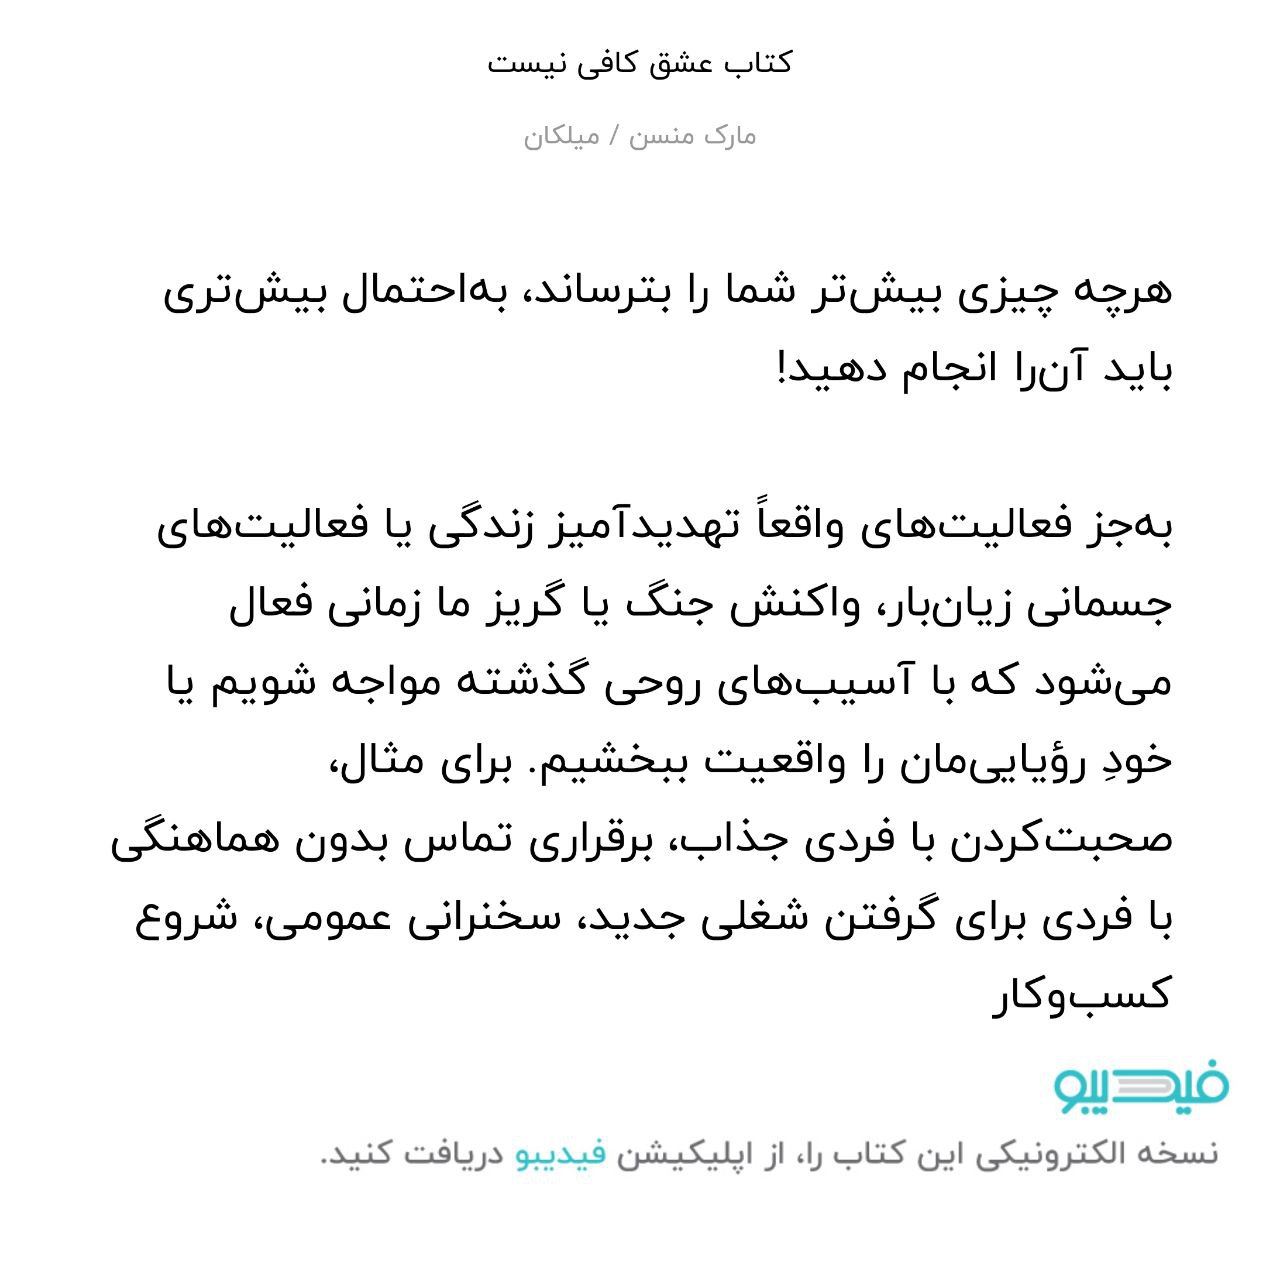 کتاب عشق کافی نیست
مارک منسن / میلکان
هرچه چیزی بیش‌تر شما را بترساند، به‌احتمال بیش‌تری
باید آن‌را انجام دهید!
به‌جز فعالیت‌های واقعاً تهدیدآمیز زندگی یا فعالیت‌های
جسمانی زیان‌بار، واکنش جنگ یا گریز ما زمانی فعال
می‌شود که با آسیب‌های روحی گذشته مواجه شویم یا
خودِ رؤیایی‌مان را واقعیت ببخشیم. برای مثال،
صحبت‌کردن با فردی جذاب، برقراری تماس بدون هماهنگی
با فردی برای گرفتن شغلی جدید، سخنرانی عمومی، شروع
کسب‌وکار
فیدیبو
نسخه الکترونیکی این کتاب را، از اپلیکیشن فیدیبو دریافت کنید.